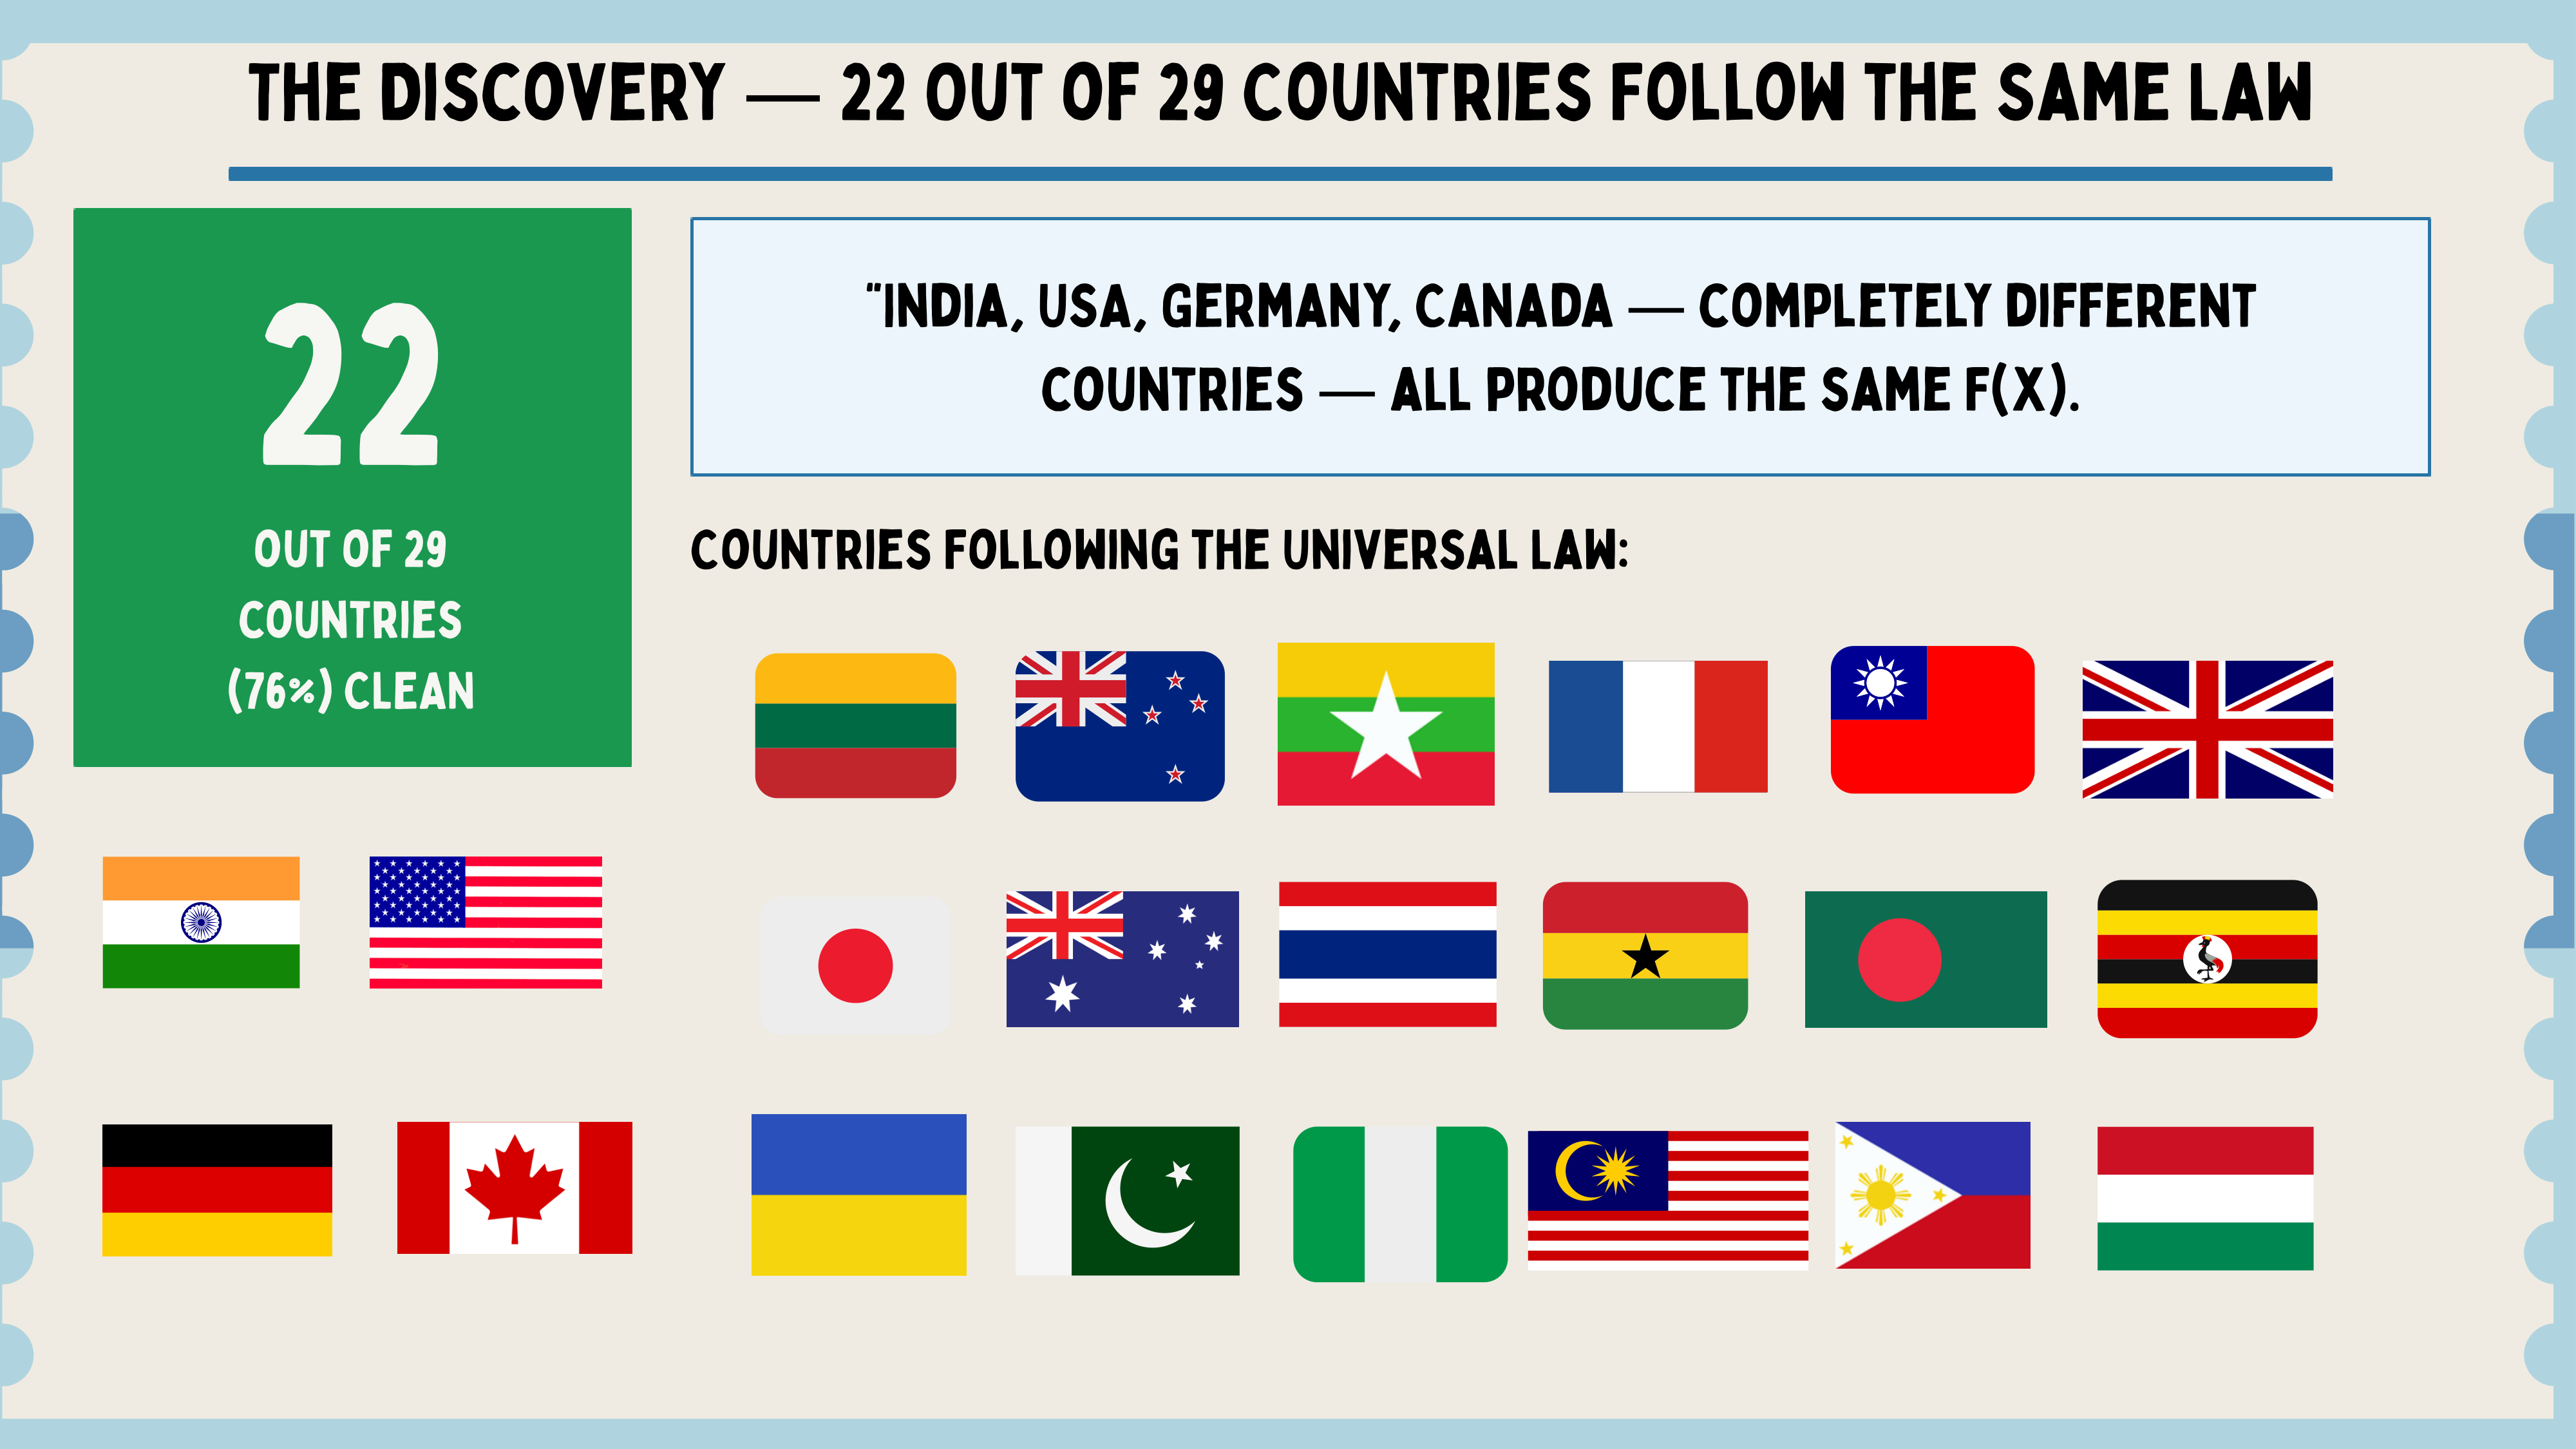 THE DISCOVERY — 22 OUT OF 29 COUNTRIES FOLLOW THE SAME LAW
22
OUT OF 29
COUNTRIES
(76%) CLEAN
"INDIA, USA, GERMANY, CANADA — COMPLETELY DIFFERENT
COUNTRIES — ALL PRODUCE THE SAME F(X).
COUNTRIES FOLLOWING THE UNIVERSAL LAW: